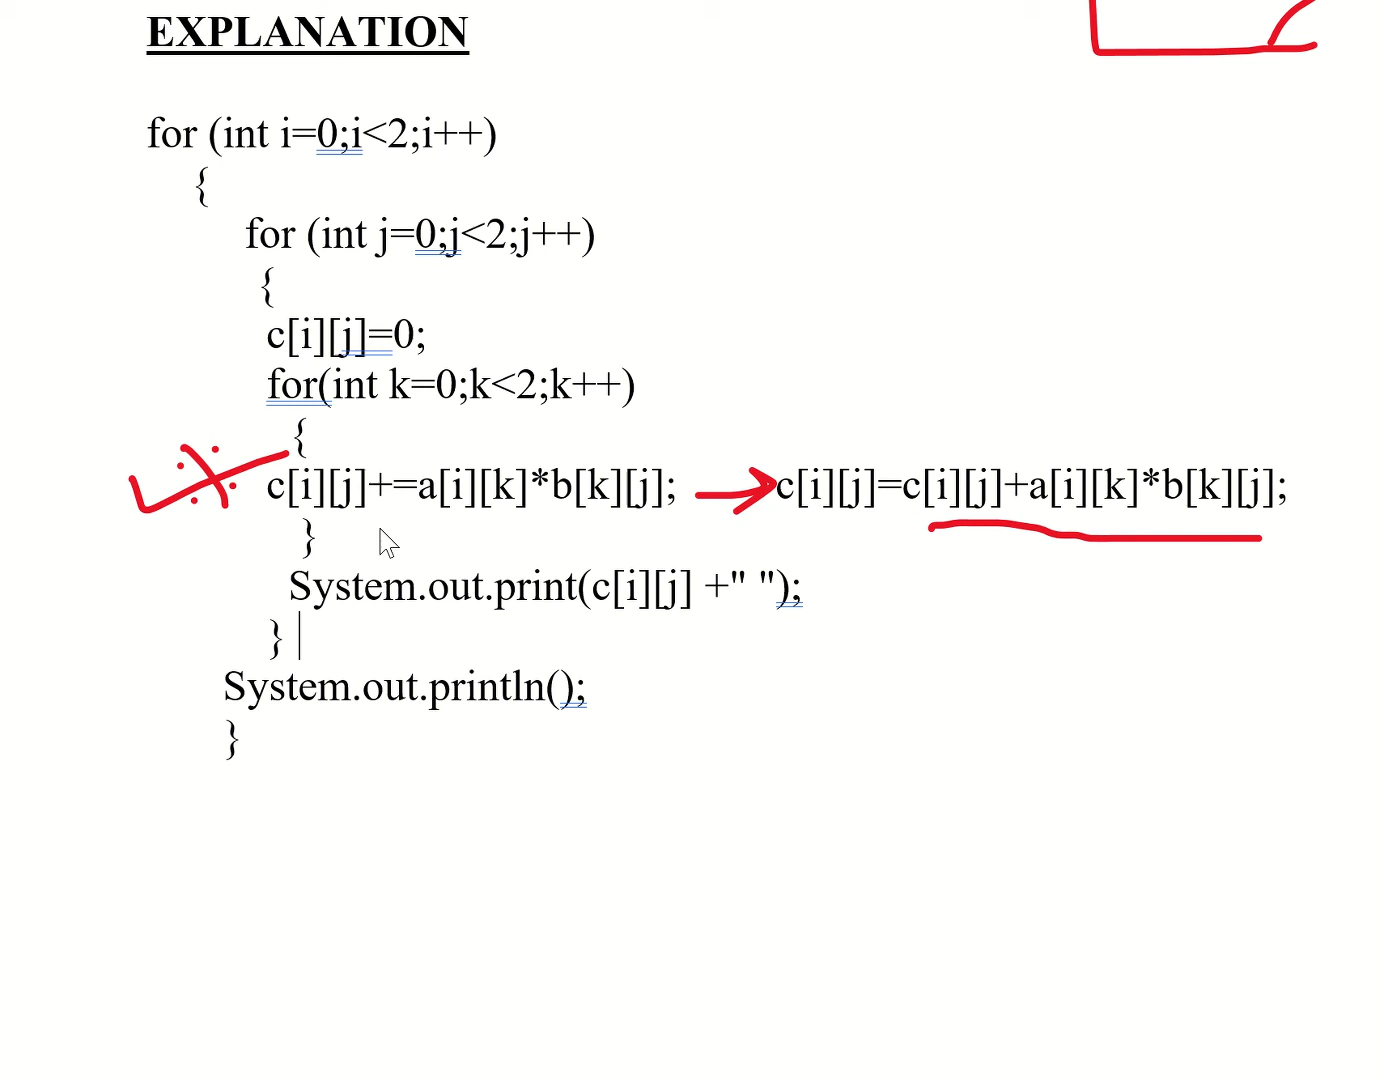 EXPLANATION
for (int i=0;i<2;i++)
{
for (int j=0;j<2;j++)
{
c[i][j]=0;
for(int k=0;k<2;k++)
{
c[i][j]+=a[i][k]*b[k][j]; c[i][j]=c[i][j]+a[i][k]*b[k][j];
}
System.out.print(c[i][j] +" ");
}
System.out.println();
}